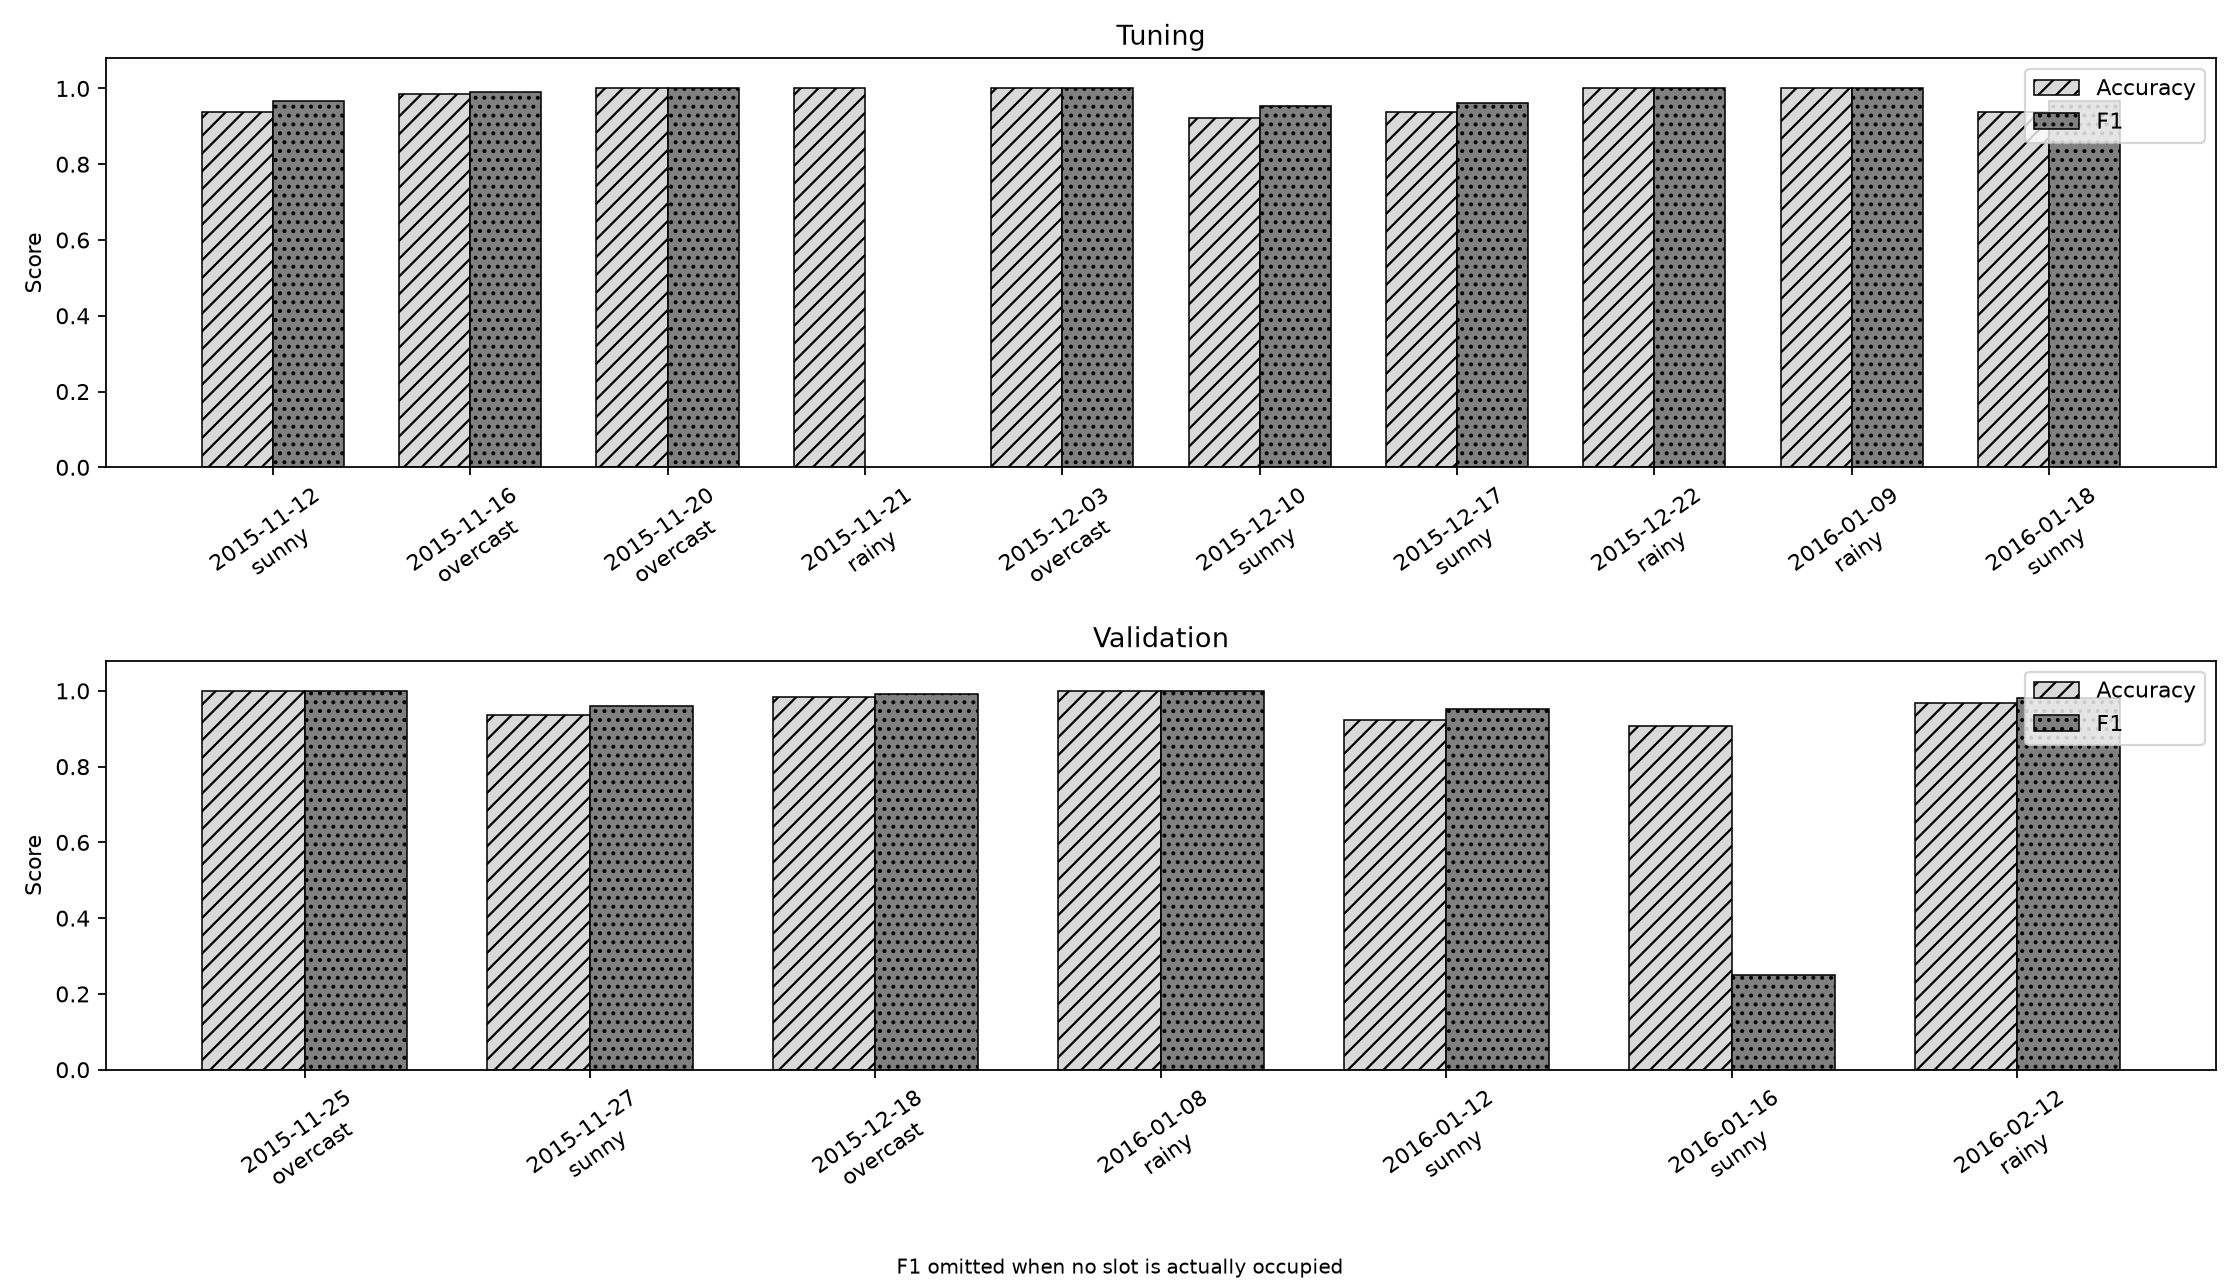 Tuning
Accuracy
F1
1.0
0.8
0.6
0.4
0.2
0.0
Score
2015-11-12
sunny
2015-11-16
overcast
2015-11-20
overcast
2015-11-21
rainy
2015-12-03
overcast
2015-12-10
sunny
2015-12-17
sunny
2015-12-22
rainy
2016-01-09
rainy
2016-01-18
sunny
Validation
Accuracy
F1
1.0
0.8
0.6
0.4
0.2
0.0
Score
2015-11-25
overcast
2015-11-27
sunny
2015-12-18
overcast
2016-01-08
rainy
2016-01-12
sunny
2016-01-16
sunny
2016-02-12
rainy
F1 omitted when no slot is actually occupied